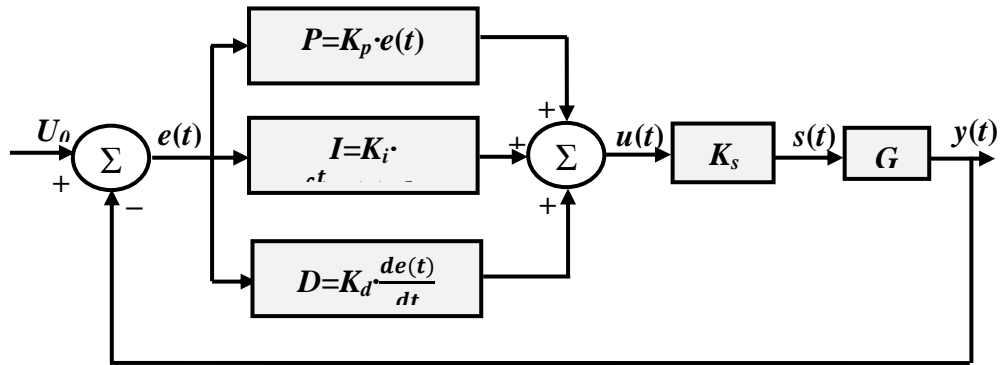 P=Kp·e(t)
U0
+
−
Σ
e(t)
I=Ki·
D=Kd·de(t)/dt
+
+
+
Σ
u(t)
Ks
s(t)
G
y(t)